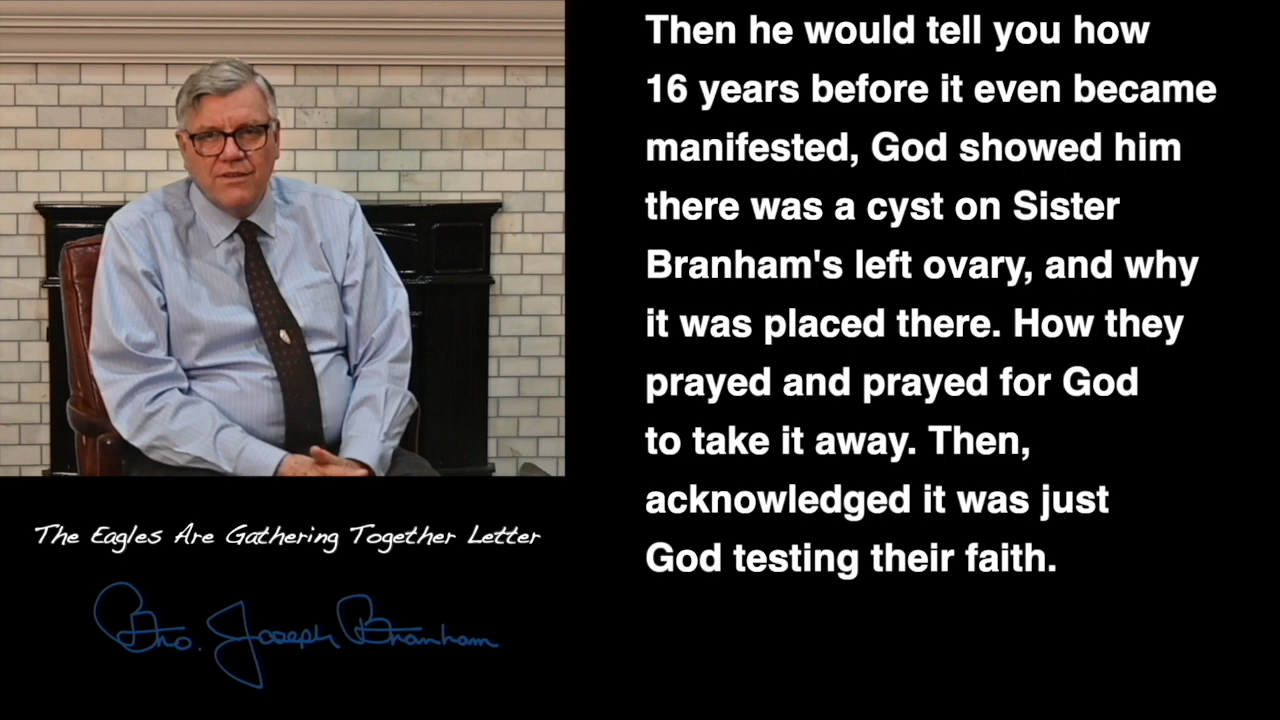 Then he would tell you how
16 years before it even became
manifested, God showed him
there was a cyst on Sister
Branham's left ovary, and why
it was placed there. How they
prayed and prayed for God
to take it away. Then,
acknowledged it was just
God testing their faith.
The Eagles Are Gathering Together Letter
Bro. Joseph Branham